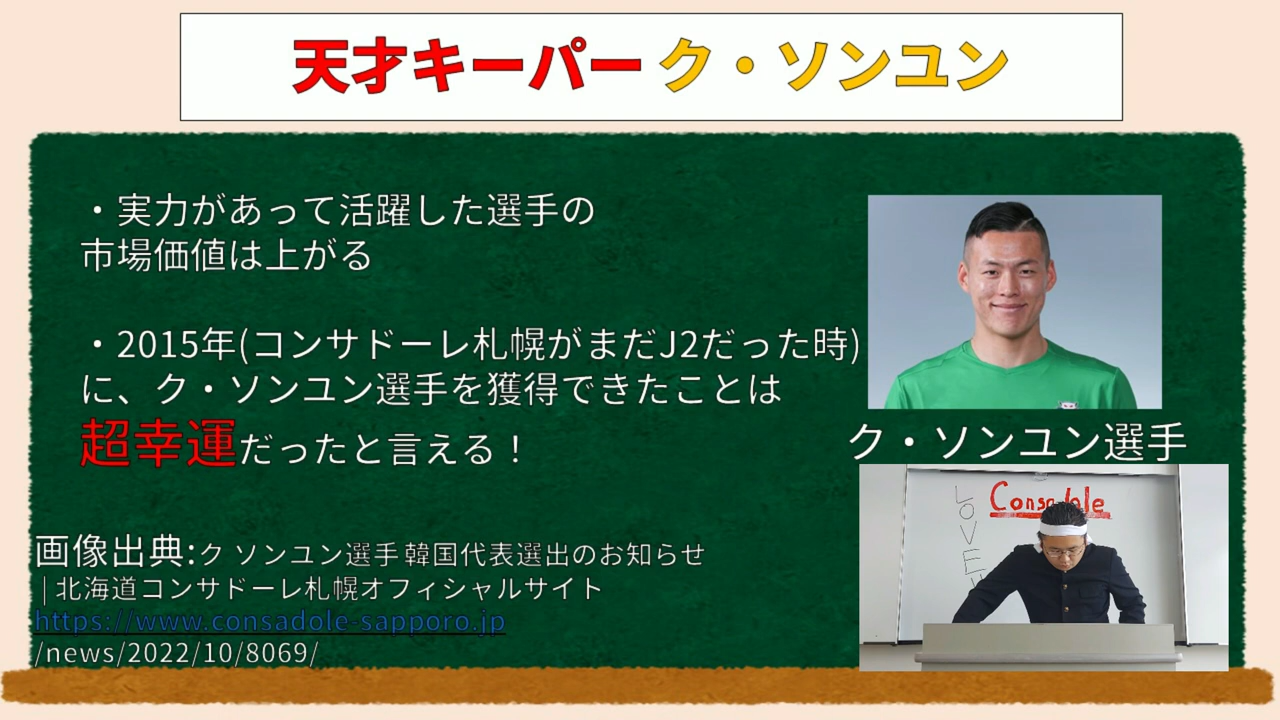 天才キーパー ク・ソンユン
・実力があって活躍した選手の
市場価値は上がる
・2015年(コンサドーレ札幌がまだJ2だった時)
に、ク・ソンユン選手を獲得できたことは
超幸運だったと言える！
ク・ソンユン選手
LOVE
Consadole
画像出典:ク ソンユン選手 韓国代表選出のお知らせ
| 北海道コンサドーレ札幌オフィシャルサイト
https://www.consadole-sapporo.jp
/news/2022/10/8069/